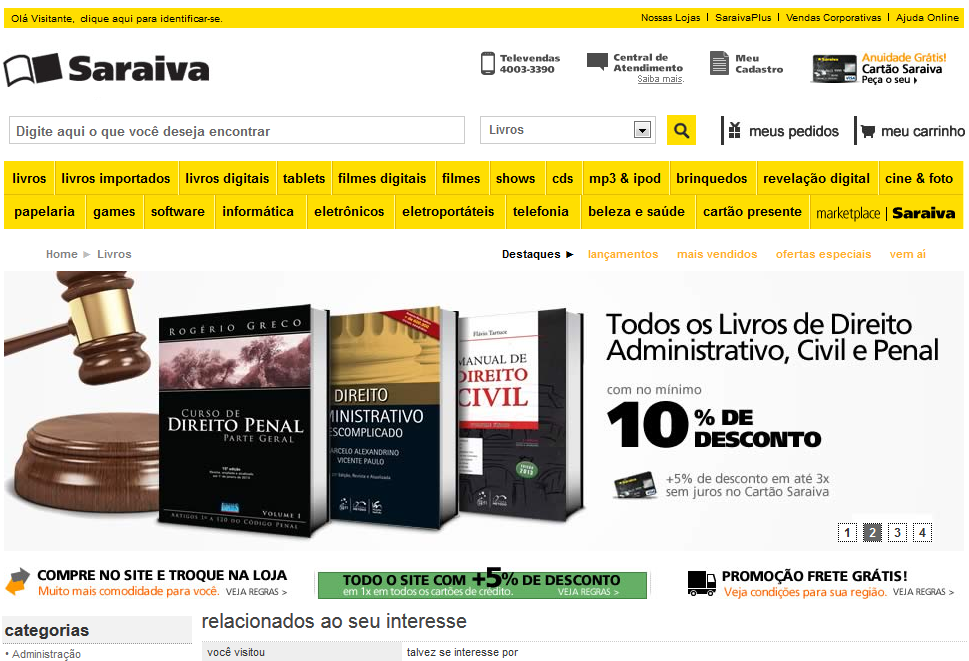 Olá Visitante, clique aqui para identificar-se.
Nossas Lojas | SaraivaPlus | Vendas Corporativas | Ajuda Online
Saraiva
Televendas
4003-3390
Central de
Atendimento
Saiba mais.
Meu
Cadastro
Anuidade Grátis!
Cartão Saraiva
Peça o seu
Digite aqui o que você deseja encontrar
Livros
meus pedidos
meu carrinho
livros livros importados livros digitais tablets filmes digitais filmes shows cds mp3 & ipod brinquedos revelação digital cine & foto
papelaria games software informática eletrônicos eletroportáteis telefonia beleza e saúde cartão presente marketplace | Saraiva
Home ► Livros
Destaques ► lançamentos mais vendidos ofertas especiais vem aí
ROGÉRIO GRECO
CURSO DE
DIREITO PENAL
PARTE GERAL
VOLUME I
ARTIGOS 1º A 120 DO CÓDIGO PENAL
DIREITO
MINISTRATIVO
ESCOMPLICADO
MARCELO ALEXANDRINO
VICENTE PAULO
Flávio Tartuce
MANUAL DE
DIREITO
CIVIL
Todos os Livros de Direito
Administrativo, Civil e Penal
com no mínimo
10% DE
DESCONTO
+5% de desconto em até 3x
sem juros no Cartão Saraiva
1 2 3 4
COMPRE NO SITE E TROQUE NA LOJA
Muito mais comodidade para você. VEJA REGRAS >
TODO O SITE COM +5% DE DESCONTO
em 1x em todos os cartões de crédito. VEJA REGRAS >
PROMOÇÃO FRETE GRÁTIS!
Veja condições para sua região. VEJA REGRAS >
categorias
• Administração
relacionados ao seu interesse
você visitou
talvez se interesse por